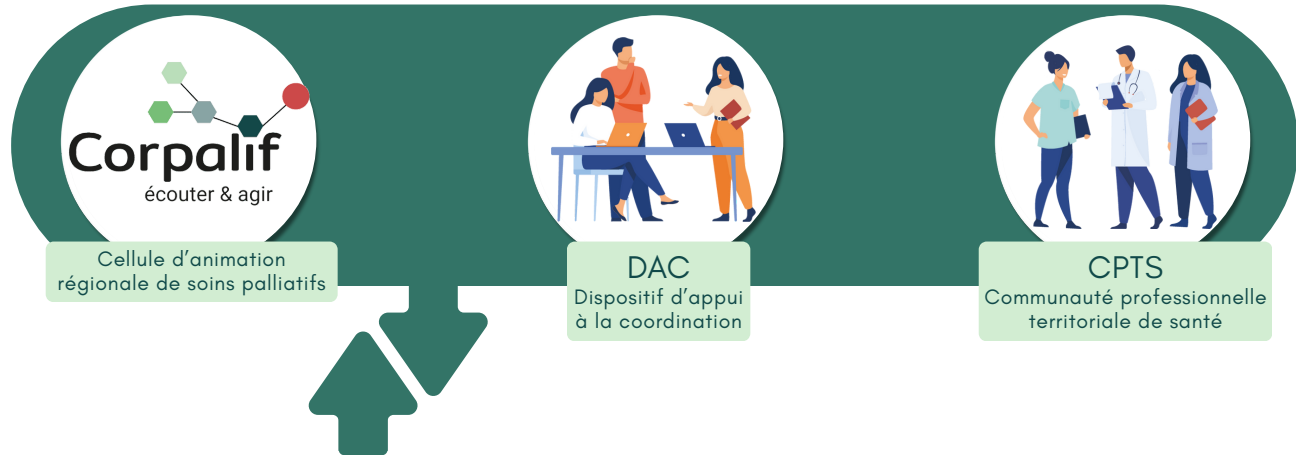 Corpalif
écouter & agir
Cellule d’animation
régionale de soins palliatifs
DAC
Dispositif d’appui
à la coordination
CPTS
Communauté professionnelle
territoriale de santé